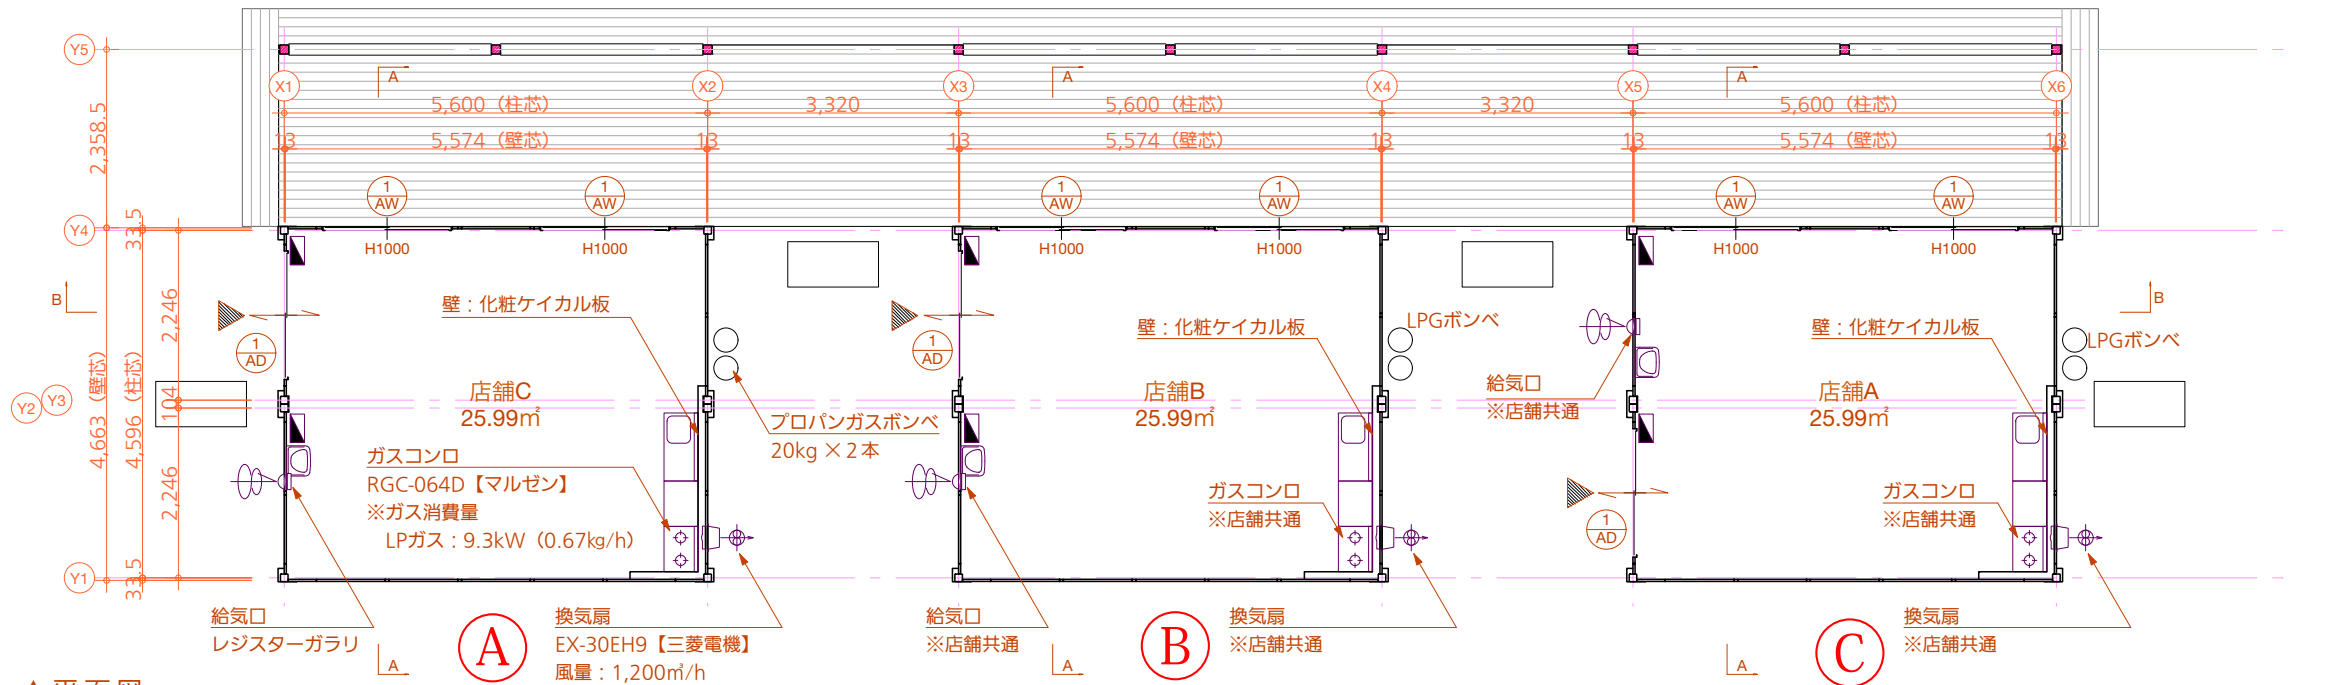 Y5
X1
A
X2
X3
A
X4
X5
A
X6
5,600（柱芯）
3,320
5,600（柱芯）
3,320
5,600（柱芯）
13
5,574（壁芯）
13
13
5,574（壁芯）
13
13
5,574（壁芯）
13
2,358.5
1
AW
1
AW
1
AW
1
AW
1
AW
1
AW
Y4
33.5
H1000
H1000
H1000
H1000
H1000
H1000
B
B
2,246
壁：化粧ケイカル板
壁：化粧ケイカル板
LPGボンベ
壁：化粧ケイカル板
LPGボンベ
1
AD
1
AD
4,663（壁芯）
4,596（柱芯）
104
Y2
Y3
店舗C
25.99㎡
店舗B
25.99㎡
給気口
※店舗共通
店舗A
25.99㎡
プロパンガスボンベ
20kg ×２本
ガスコンロ
RGC-064D【マルゼン】
※ガス消費量
LPガス：9.3kW（0.67kg/h）
2,246
ガスコンロ
※店舗共通
ガスコンロ
※店舗共通
1
AD
Y1
33.5
給気口
レジスターガラリ
A
Ⓐ
換気扇
EX-30EH9【三菱電機】
風量：1,200㎥/h
給気口
※店舗共通
A
Ⓑ
換気扇
※店舗共通
A
Ⓒ
換気扇
※店舗共通